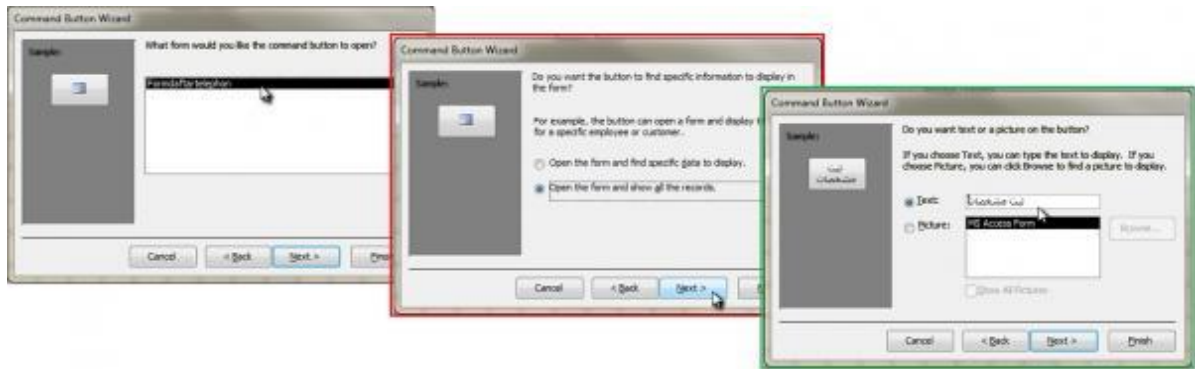 Command Button Wizard
Sample:
What form would you like the command button to open?
Formdaftartelephon
Cancel
< Back
Next >
Command Button Wizard
Sample:
Do you want the button to find specific information to display in
the form?
For example, the button can open a form and display
for a specific employee or customer.
Open the form and find specific data to display.
Open the form and show all the records.
Cancel
< Back
Next >
Command Button Wizard
Sample:
ثبت
مشخصات
Do you want text or a picture on the button?
If you choose Text, you can type the text to display. If you
choose Picture, you can click Browse to find a picture to display.
Text:
ثبت مشخصات
Picture:
MS Access Form
Browse...
Show All Pictures
Cancel
< Back
Next >
Finish